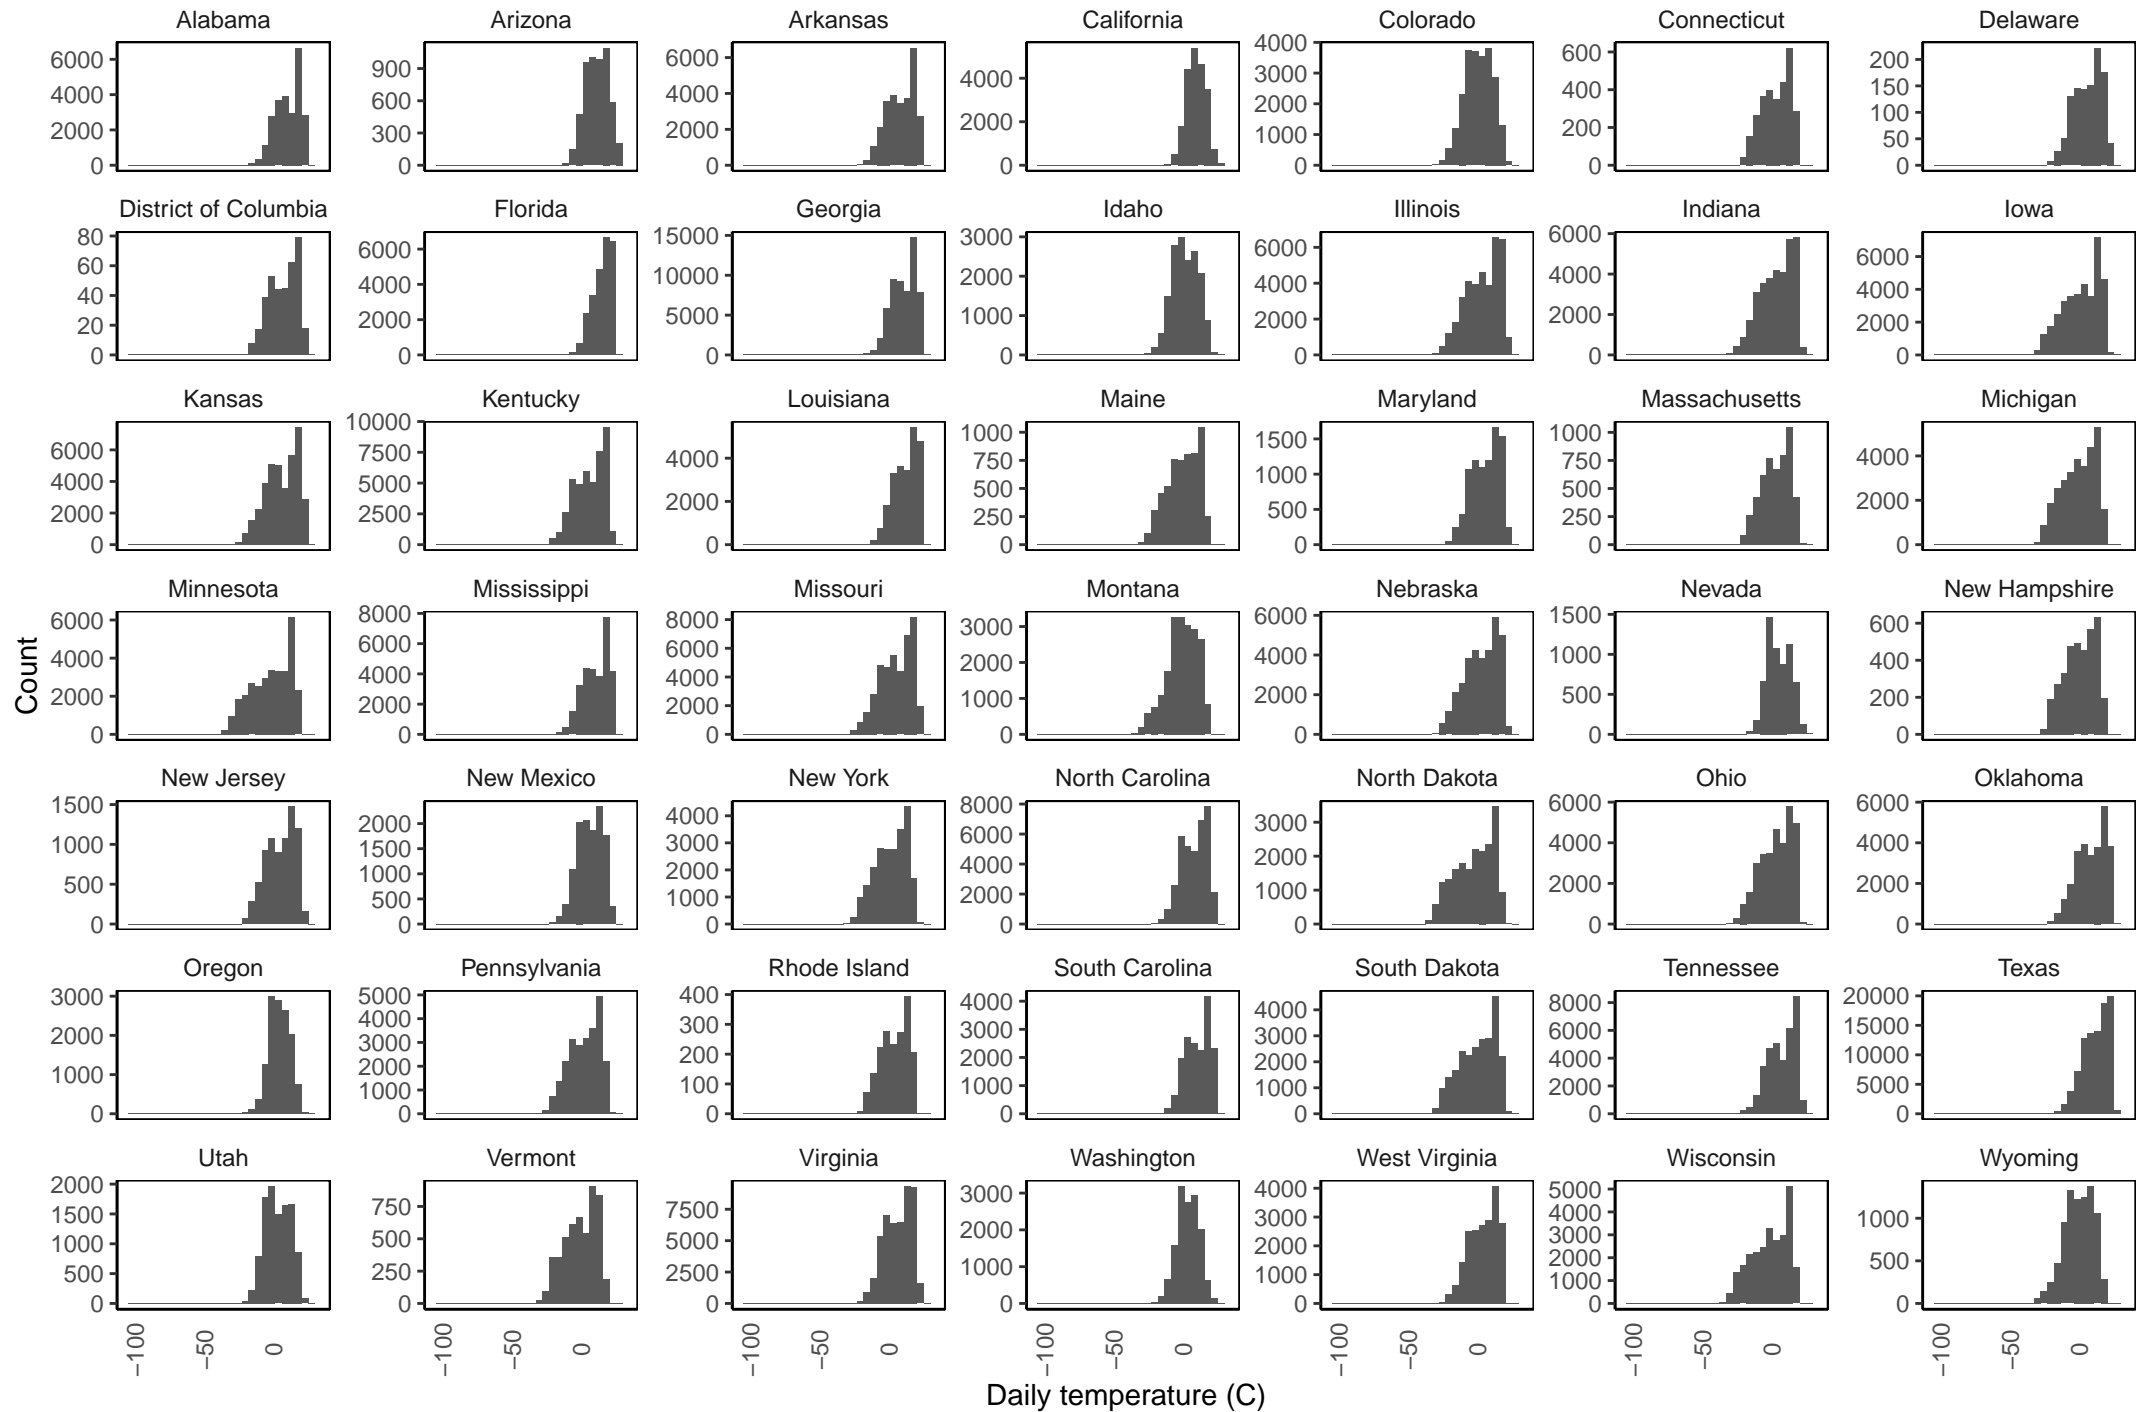 Alabama Arizona Arkansas California Colorado Connecticut Delaware
6000 4000 2000 0
900 600 300 0
6000 4000 2000 0
4000 2000 0
4000 3000 2000 1000 0
600 400 200 0
200 150 100 50 0
District of Columbia Florida Georgia Idaho Illinois Indiana Iowa
80 60 40 20 0
6000 4000 2000 0
15000 10000 5000 0
3000 2000 1000 0
6000 4000 2000 0
6000 4000 2000 0
6000 4000 2000 0
Kansas Kentucky Louisiana Maine Maryland Massachusetts Michigan
6000 4000 2000 0
10000 7500 5000 2500 0
4000 2000 0
1000 750 500 250 0
1500 1000 500 0
1000 750 500 250 0
4000 2000 0
Minnesota Mississippi Missouri Montana Nebraska Nevada New Hampshire
6000 4000 2000 0
8000 6000 4000 2000 0
8000 6000 4000 2000 0
3000 2000 1000 0
6000 4000 2000 0
1500 1000 500 0
600 400 200 0
Count
New Jersey New Mexico New York North Carolina North Dakota Ohio Oklahoma
1500 1000 500 0
2000 1500 1000 500 0
4000 3000 2000 1000 0
8000 6000 4000 2000 0
3000 2000 1000 0
6000 4000 2000 0
6000 4000 2000 0
Oregon Pennsylvania Rhode Island South Carolina South Dakota Tennessee Texas
3000 2000 1000 0
5000 4000 3000 2000 1000 0
400 300 200 100 0
4000 3000 2000 1000 0
4000 3000 2000 1000 0
8000 6000 4000 2000 0
20000 15000 10000 5000 0
Utah Vermont Virginia Washington West Virginia Wisconsin Wyoming
2000 1500 1000 500 0
750 500 250 0
7500 5000 2500 0
3000 2000 1000 0
4000 3000 2000 1000 0
5000 4000 3000 2000 1000 0
1000 500 0
−100 −50 0 −100 −50 0 −100 −50 0 −100 −50 0 −100 −50 0 −100 −50 0 −100 −50 0
Daily temperature (C)